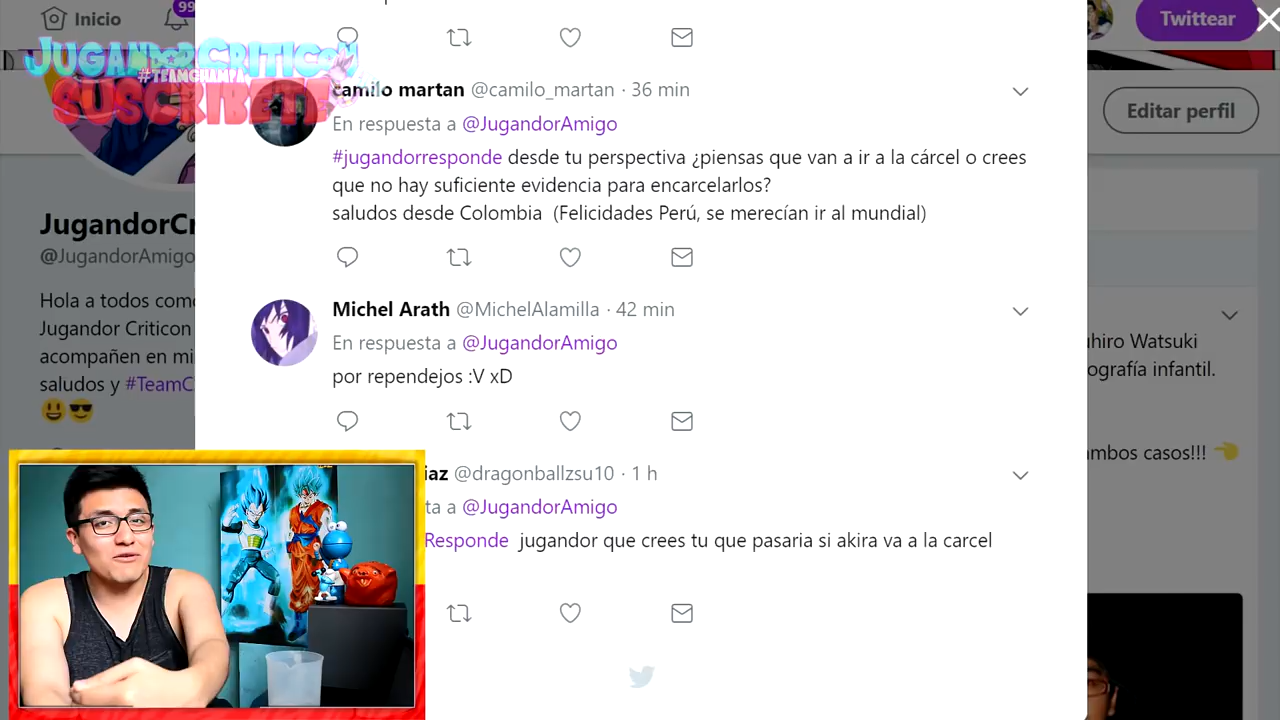 Inicio
99
Twittear
JUGANDORCRITICON
#TEAMCHAMPA
SUSCRIBETE
camilo martan @camilo_martan · 36 min
En respuesta a @JugandorAmigo
#jugandorresponde desde tu perspectiva ¿piensas que van a ir a la cárcel o crees
que no hay suficiente evidencia para encarcelarlos?
saludos desde Colombia (Felicidades Perú, se merecían ir al mundial)
Editar perfil
JugandorCr
@JugandorAmigo
Hola a todos como
Jugandor Criticon
acompañen en mi
saludos y #TeamC
Michel Arath @MichelAlamilla · 42 min
En respuesta a @JugandorAmigo
por rependejos :V xD
uhiro Watsuki
ografía infantil.
ambos casos!!!
iaz @dragonballzsu10 · 1 h
ta a @JugandorAmigo
Responde jugandor que crees tu que pasaria si akira va a la carcel